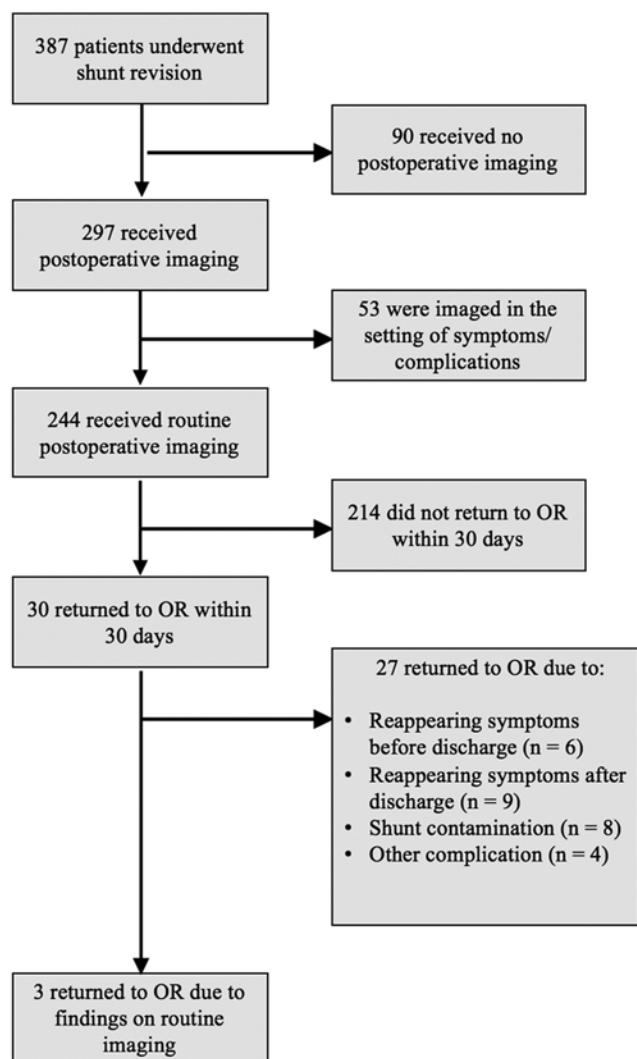 387 patients underwent
shunt revision
90 received no
postoperative imaging
297 received
postoperative imaging
53 were imaged in the
setting of symptoms/
complications
244 received routine
postoperative imaging
214 did not return to OR
within 30 days
30 returned to OR within
30 days
27 returned to OR due to:
• Reappearing symptoms
before discharge (n = 6)
• Reappearing symptoms after
discharge (n = 9)
• Shunt contamination (n = 8)
• Other complication (n = 4)
3 returned to OR due to
findings on routine
imaging